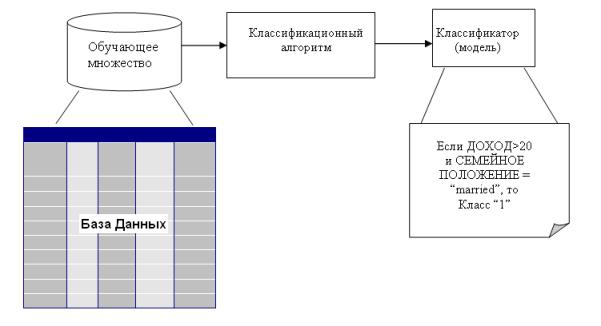 Обучающее
множество
Классификационный
алгоритм
Классификатор
(модель)
База Данных
Если ДОХОД>20
и СЕМЕЙНОЕ
ПОЛОЖЕНИЕ =
“married”, то
Класс “1”